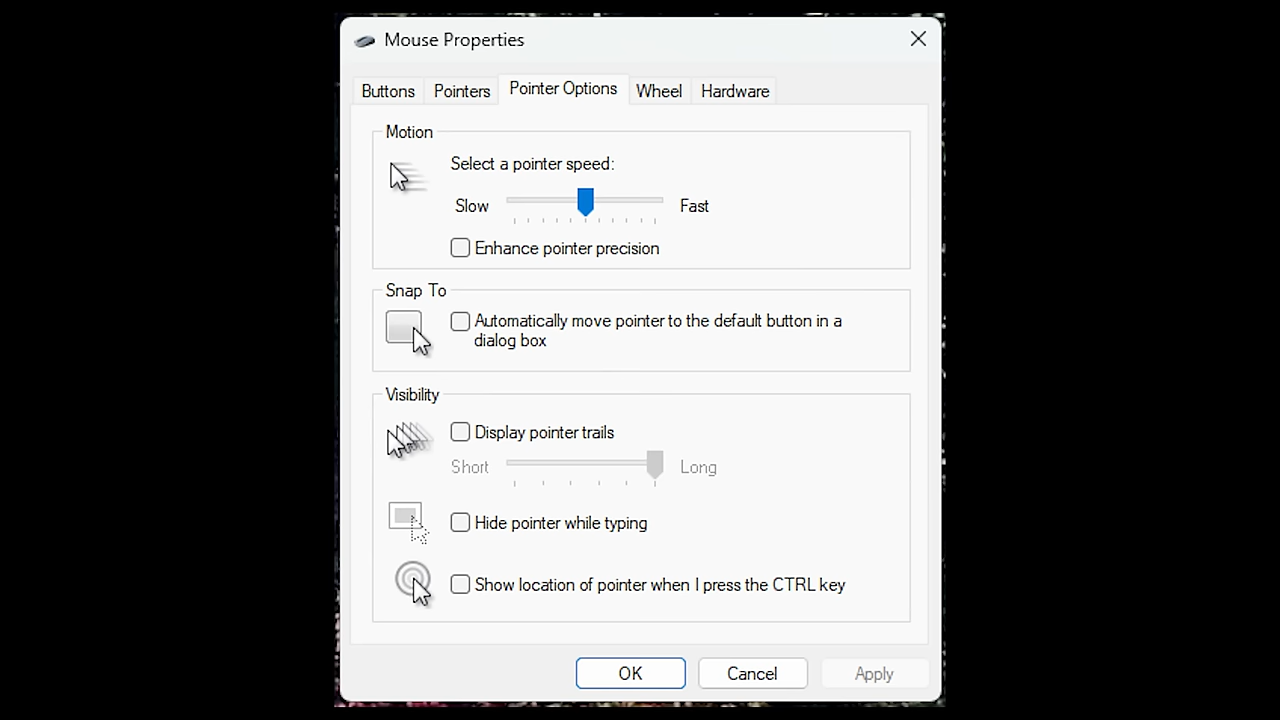 Mouse Properties
Buttons Pointers Pointer Options Wheel Hardware
Motion
Select a pointer speed:
Slow Fast
Enhance pointer precision
Snap To
Automatically move pointer to the default button in a
dialog box
Visibility
Display pointer trails
Short Long
Hide pointer while typing
Show location of pointer when I press the CTRL key
OK Cancel Apply